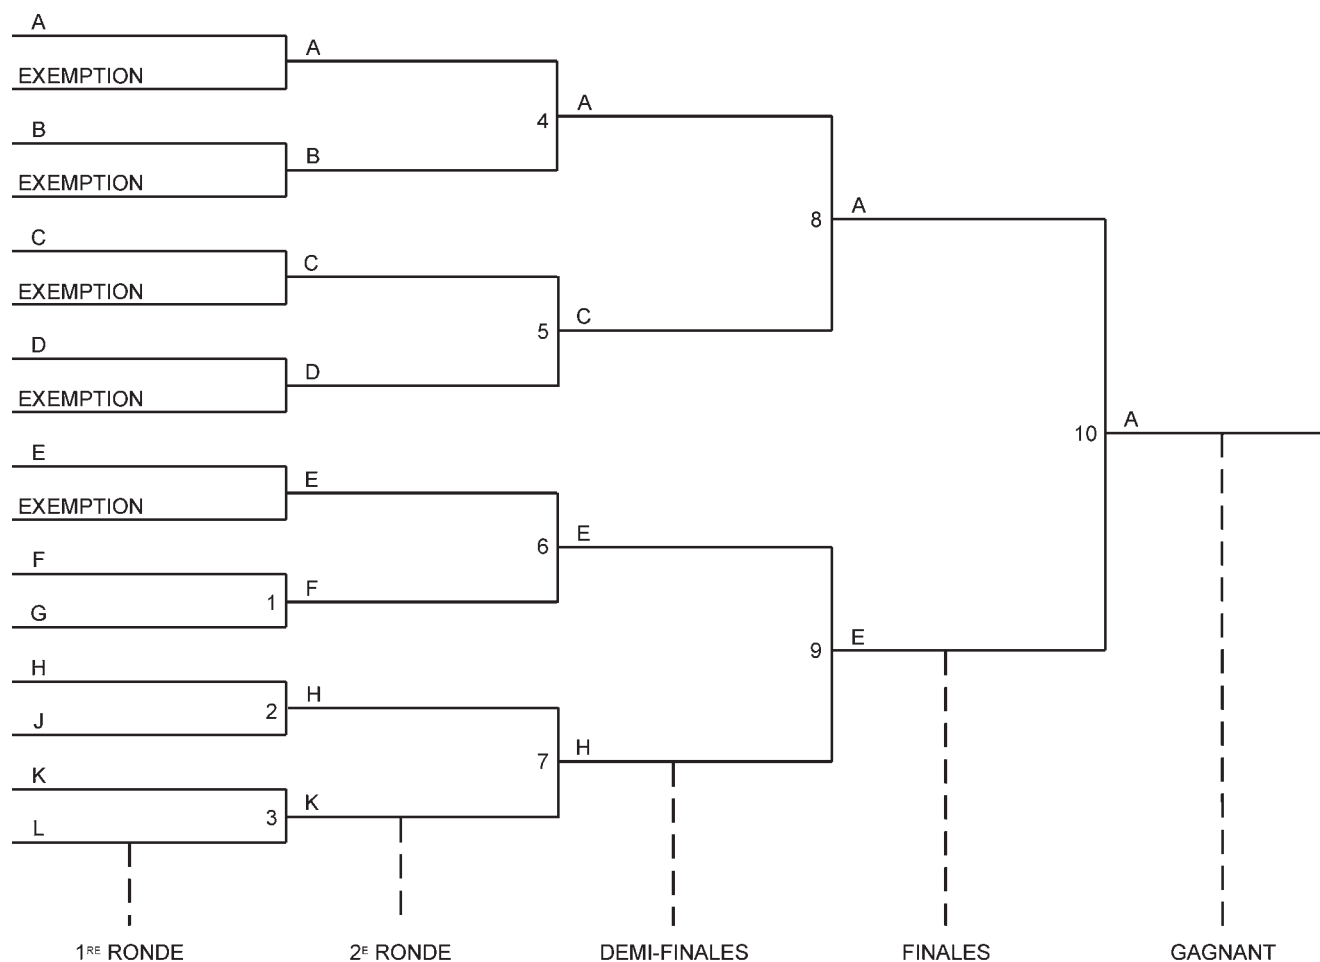 A
EXEMPTION
B
EXEMPTION
C
EXEMPTION
D
EXEMPTION
E
EXEMPTION
F
G
1
H
J
2
K
L
3
A
B
4
C
D
5
E
F
6
H
K
7
A
C
8
E
H
9
A
E
10
A
1RE RONDE
2E RONDE
DEMI-FINALES
FINALES
GAGNANT